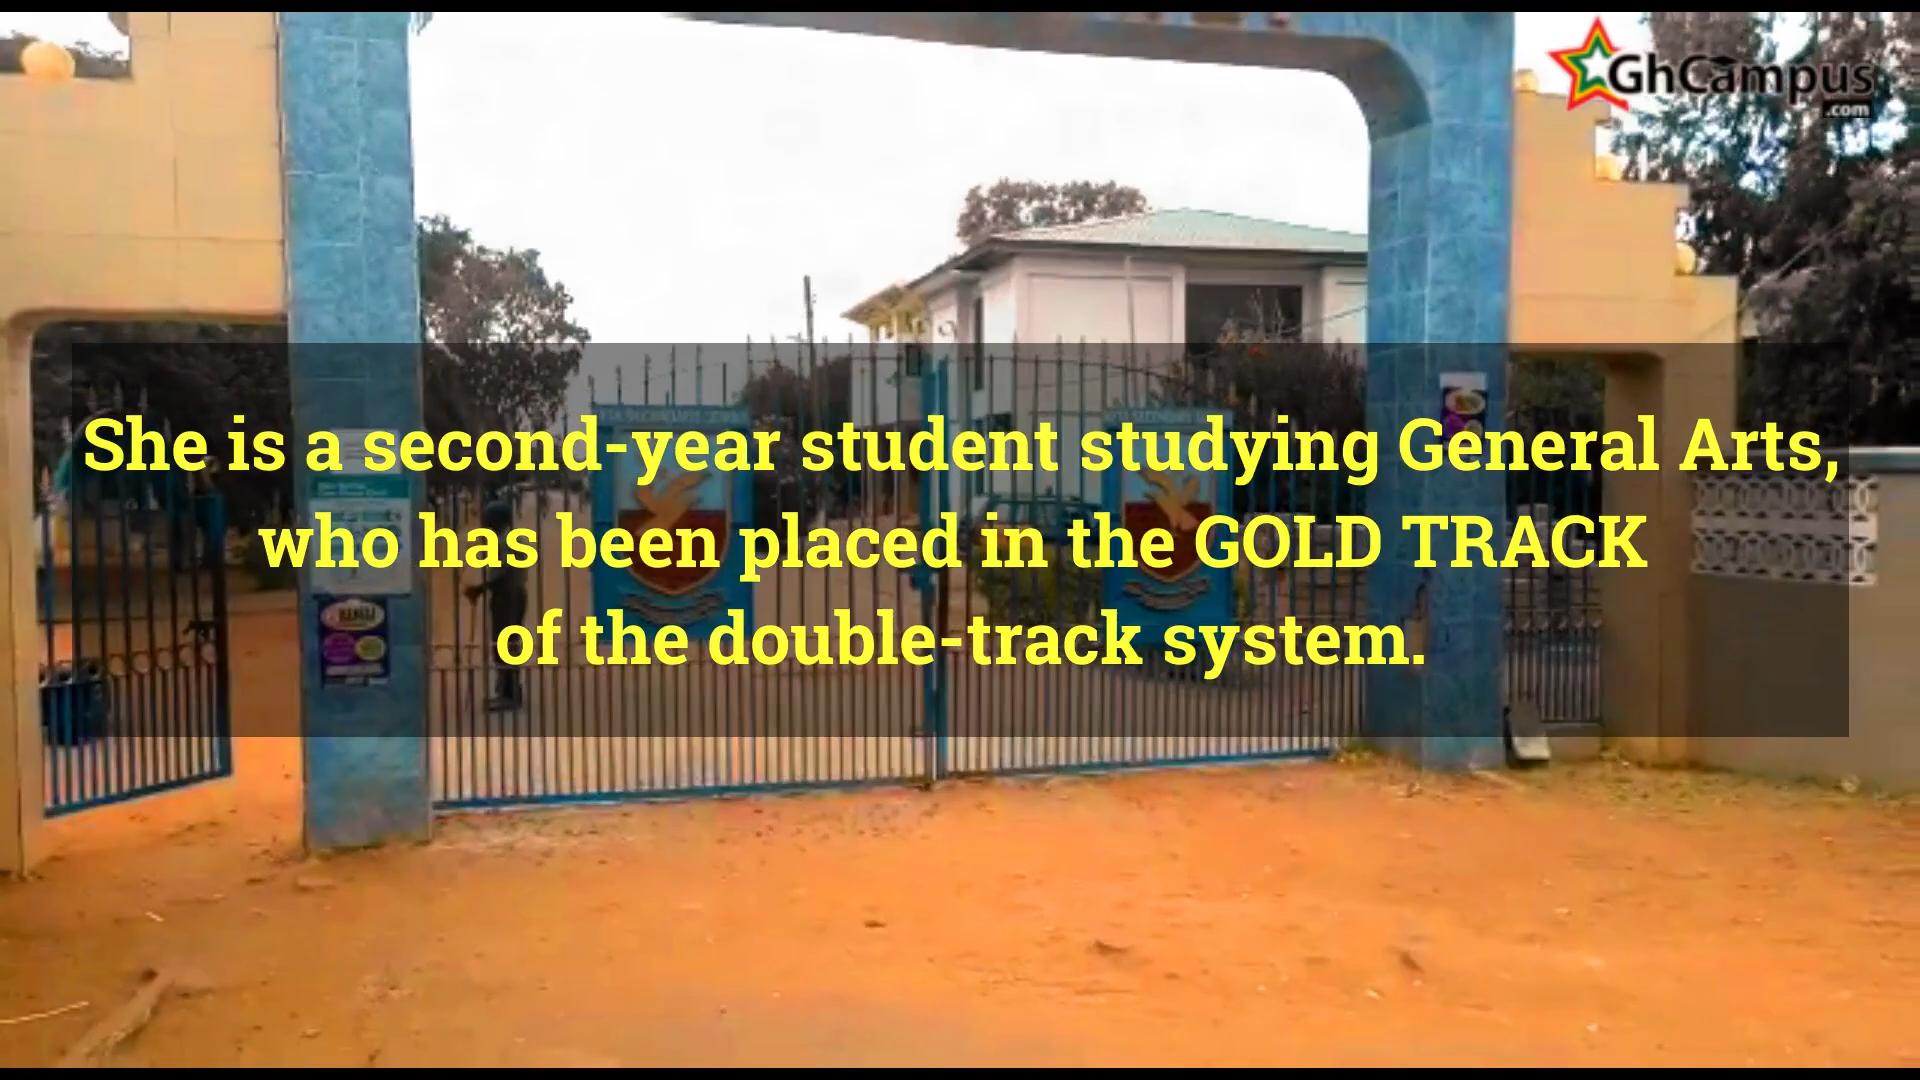 GhCampus
.com
She is a second-year student studying General Arts,
who has been placed in the GOLD TRACK
of the double-track system.